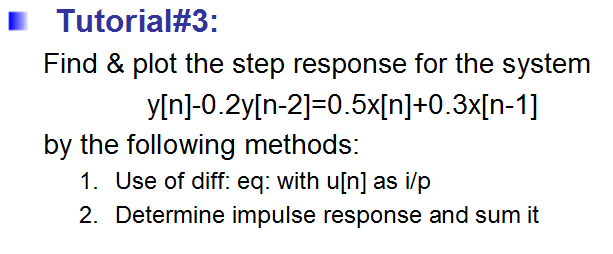 Tutorial#3:
Find & plot the step response for the system
y[n]-0.2y[n-2]=0.5x[n]+0.3x[n-1]
by the following methods:
1. Use of diff: eq: with u[n] as i/p
2. Determine impulse response and sum it